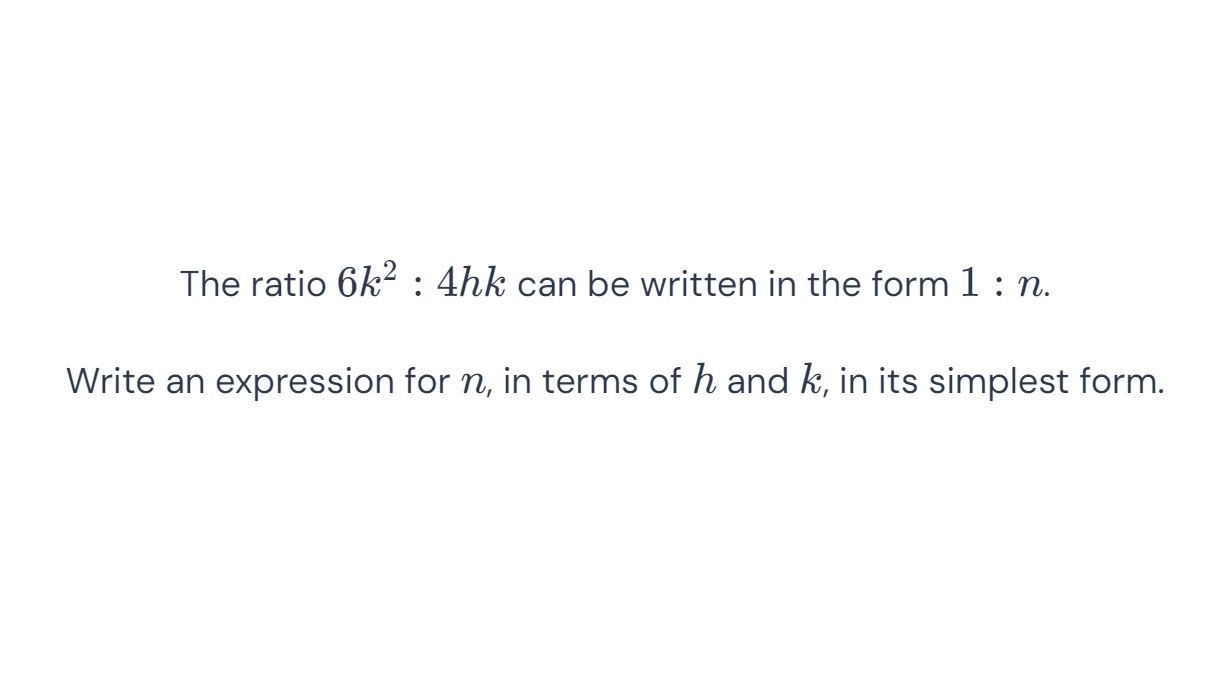 The ratio $6k^2 : 4hk$ can be written in the form $1 : n$.
Write an expression for $n$, in terms of $h$ and $k$, in its simplest form.